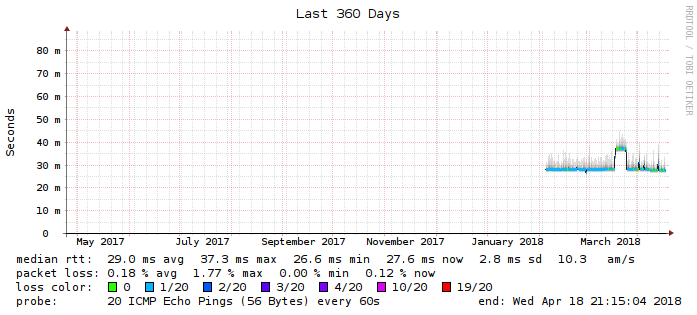 Last 360 Days
RRDTOOL / TOBI OETIKER
Seconds
80 m
70 m
60 m
50 m
40 m
30 m
20 m
10 m
0
May 2017 July 2017 September 2017 November 2017 January 2018 March 2018
median rtt: 29.0 ms avg 37.3 ms max 26.6 ms min 27.6 ms now 2.8 ms sd 10.3 am/s
packet loss: 0.18 % avg 1.77 % max 0.00 % min 0.12 % now
loss color: 0 1/20 2/20 3/20 4/20 10/20 19/20
probe: 20 ICMP Echo Pings (56 Bytes) every 60s end: Wed Apr 18 21:15:04 2018